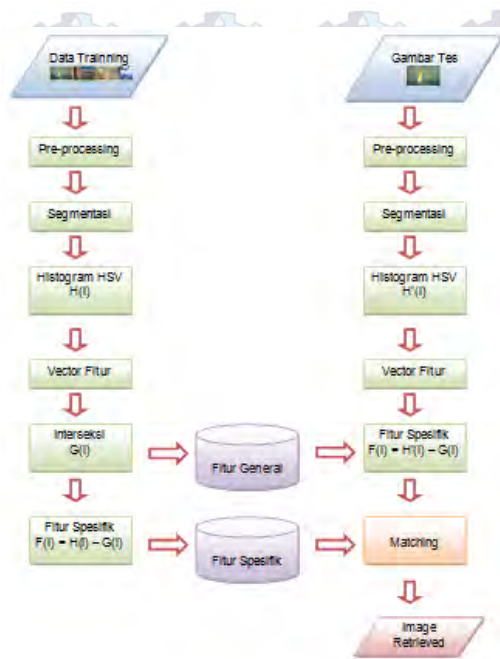 Data Trainning
Pre-processing
Segmentasi
Histogram HSV
H(i)
Vector Fitur
Interseksi
G(i)
Fitur Spesifik
F(i) = H(i) – G(i)
Fitur General
Fitur Spesifik
Gambar Tes
Pre-processing
Segmentasi
Histogram HSV
H'(i)
Vector Fitur
Fitur Spesifik
F(i) = H'(i) – G(i)
Matching
Image
Retrieved